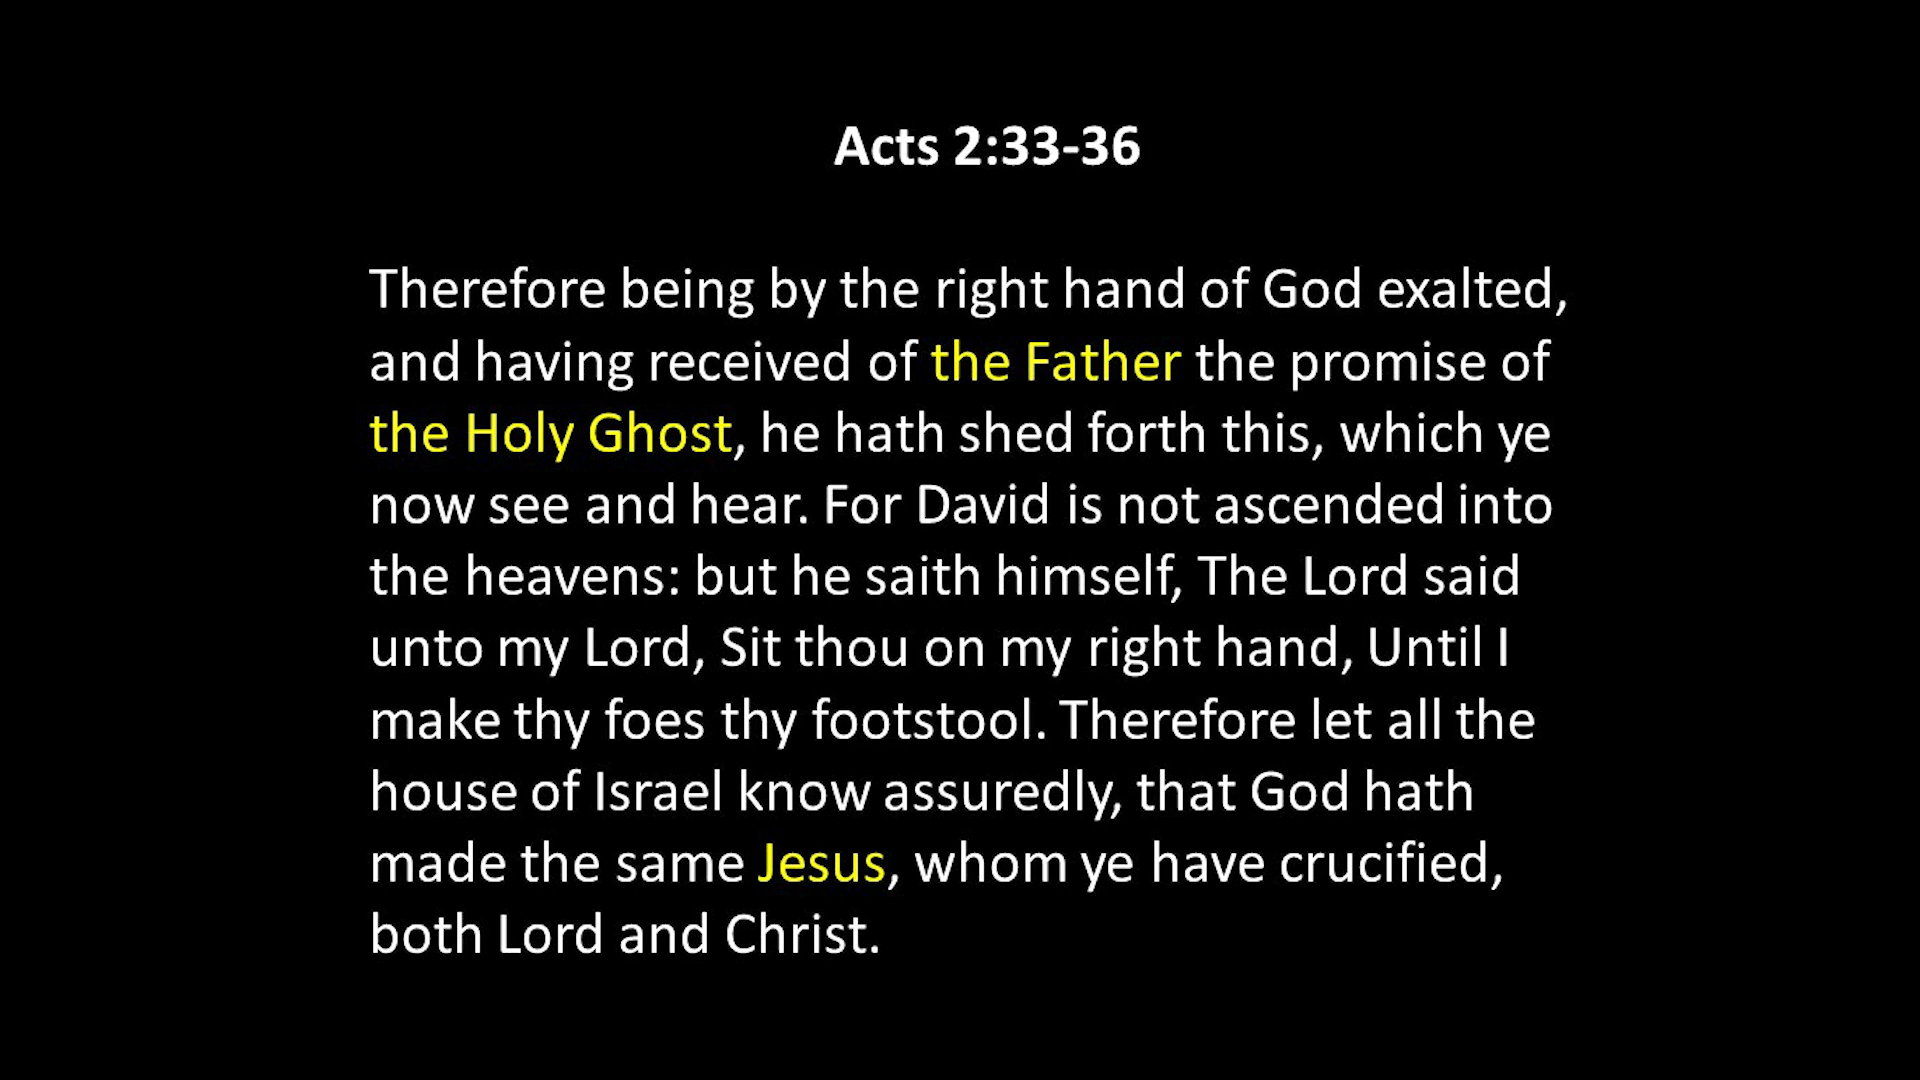 Acts 2:33-36
Therefore being by the right hand of God exalted,
and having received of the Father the promise of
the Holy Ghost, he hath shed forth this, which ye
now see and hear. For David is not ascended into
the heavens: but he saith himself, The Lord said
unto my Lord, Sit thou on my right hand, Until I
make thy foes thy footstool. Therefore let all the
house of Israel know assuredly, that God hath
made the same Jesus, whom ye have crucified,
both Lord and Christ.